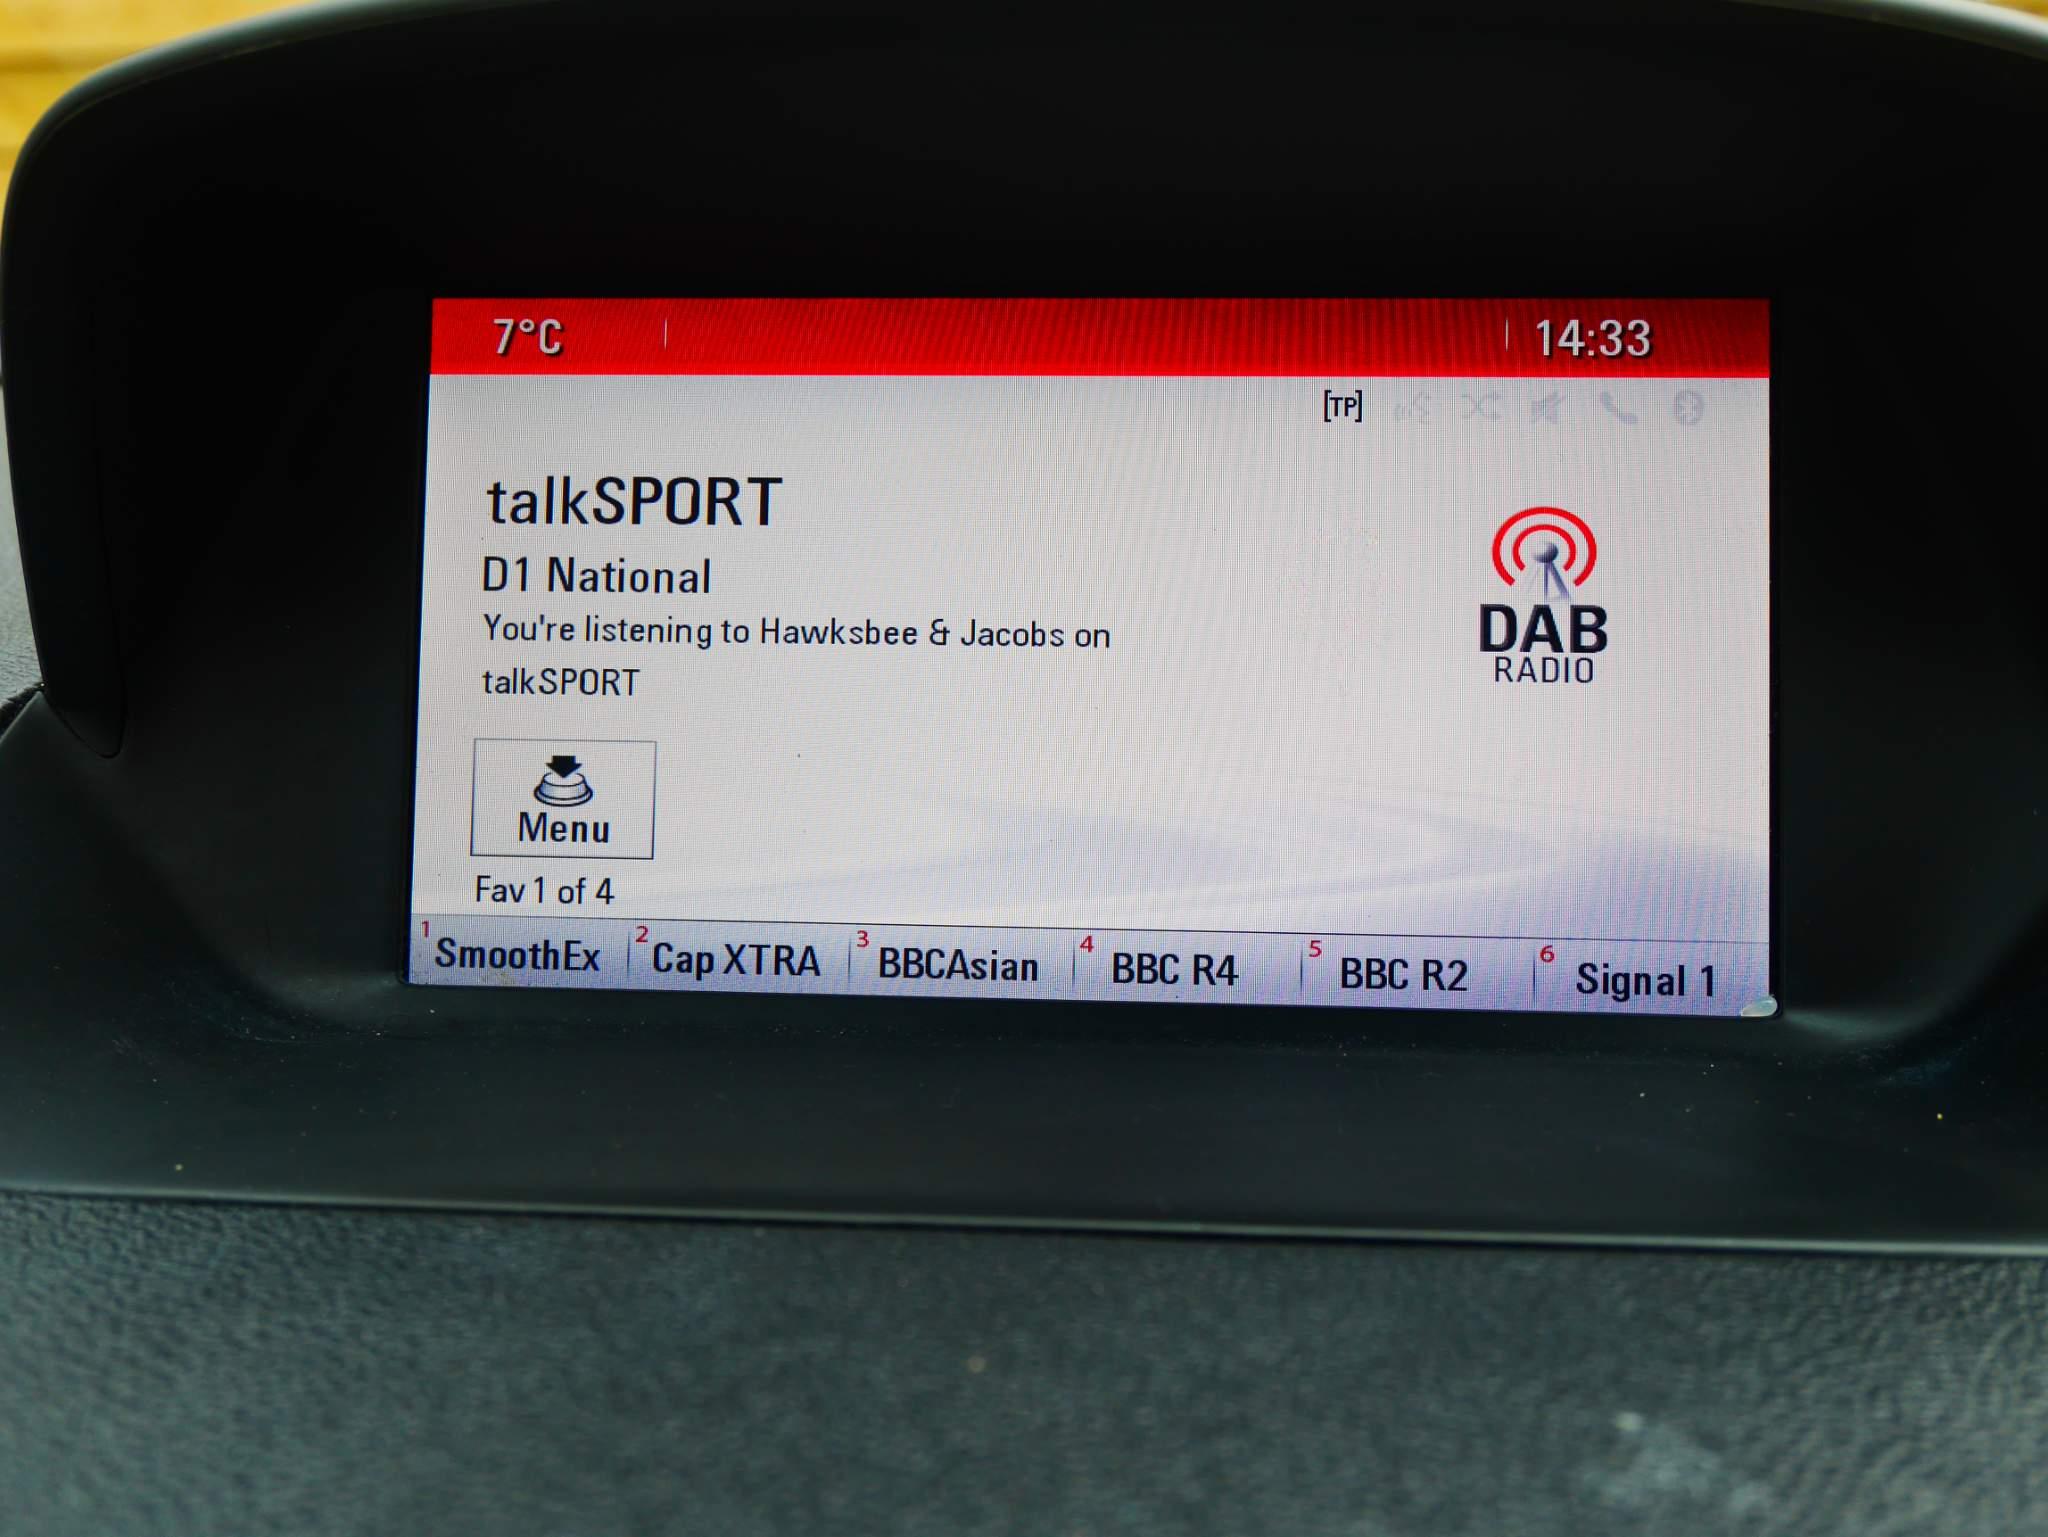 7°C 14:33
[TP]
talkSPORT
D1 National
You're listening to Hawksbee & Jacobs on
talkSPORT
DAB
RADIO
Menu
Fav 1 of 4
1 SmoothEx 2 Cap XTRA 3 BBCAsian 4 BBC R4 5 BBC R2 6 Signal 1